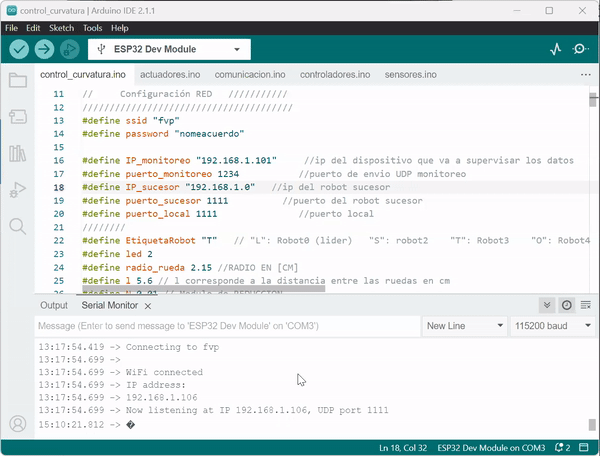 control_curvatura | Arduino IDE 2.1.1
File Edit Sketch Tools Help
ESP32 Dev Module
control_curvatura.ino actuadores.ino comunicacion.ino controladores.ino sensores.ino ...
11 // Configuración RED ///////////
12 //////////////////////////////////////
13 #define ssid "fvp"
14 #define password "nomeacuerdo"
15
16 #define IP_monitoreo "192.168.1.101" //ip del dispositivo que va a supervisar los datos
17 #define puerto_monitoreo 1234 //puerto de envio UDP monitoreo
18 #define IP_sucesor "192.168.1.0" //ip del robot sucesor
19 #define puerto_sucesor 1111 //puerto del robot sucesor
20 #define puerto_local 1111 //puerto local
21 ////////
22 #define EtiquetaRobot "T" // "L": Robot0 (lider) "S": robot2 "T": Robot3 "O": Robot4
23 #define led 2
24 #define radio_rueda 2.15 //RADIO EN [CM]
25 #define l 5.6 // l corresponde a la distancia entre las ruedas en cm
Output Serial Monitor
Message (Enter to send message to 'ESP32 Dev Module' on 'COM3')
New Line
115200 baud
13:17:54.419 -> Connecting to fvp
13:17:54.699 ->
13:17:54.699 -> WiFi connected
13:17:54.699 -> IP address:
13:17:54.699 -> 192.168.1.106
13:17:54.699 -> Now listening at IP 192.168.1.106, UDP port 1111
15:10:21.812 -> �
Ln 18, Col 32 ESP32 Dev Module on COM3 2